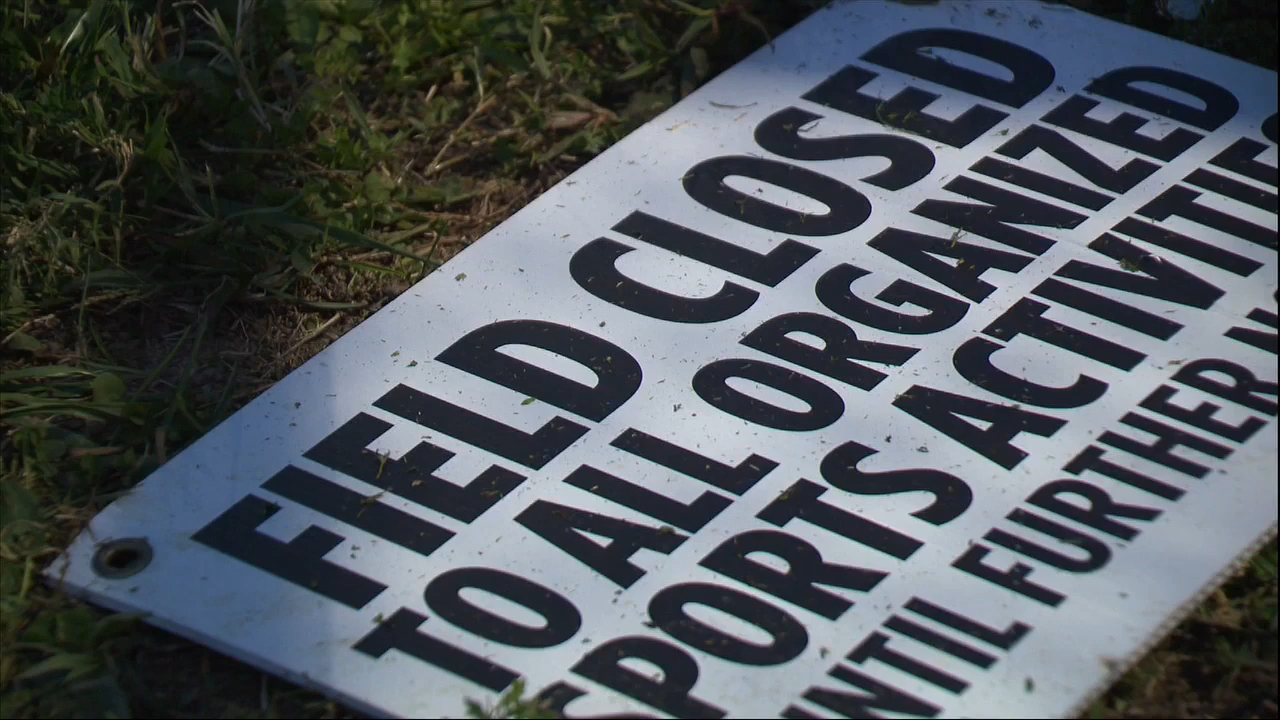 FIELD CLOSED
TO ALL ORGANIZED
SPORTS ACTIVITIES
UNTIL FURTHER